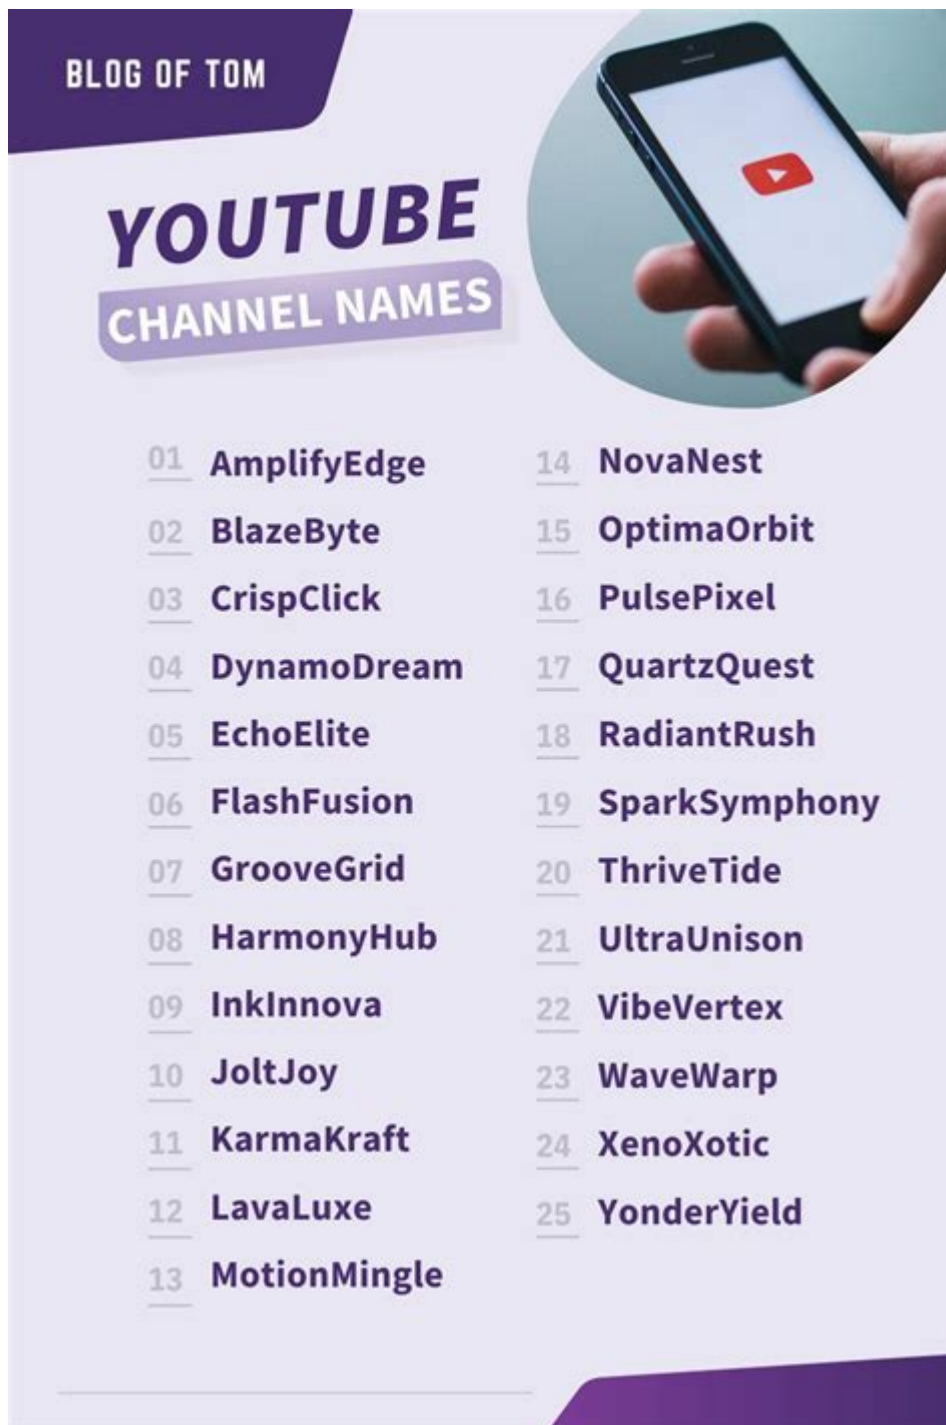 BLOG OF TOM
YOUTUBE
CHANNEL NAMES
01 AmplifyEdge
02 BlazeByte
03 CrispClick
04 DynamoDream
05 EchoElite
06 FlashFusion
07 GrooveGrid
08 HarmonyHub
09 InkInnova
10 JoltJoy
11 KarmaKraft
12 LavaLuxe
13 MotionMingle
14 NovaNest
15 OptimaOrbit
16 PulsePixel
17 QuartzQuest
18 RadiantRush
19 SparkSymphony
20 ThriveTide
21 UltraUnison
22 VibeVertex
23 WaveWarp
24 XenoXotic
25 YonderYield